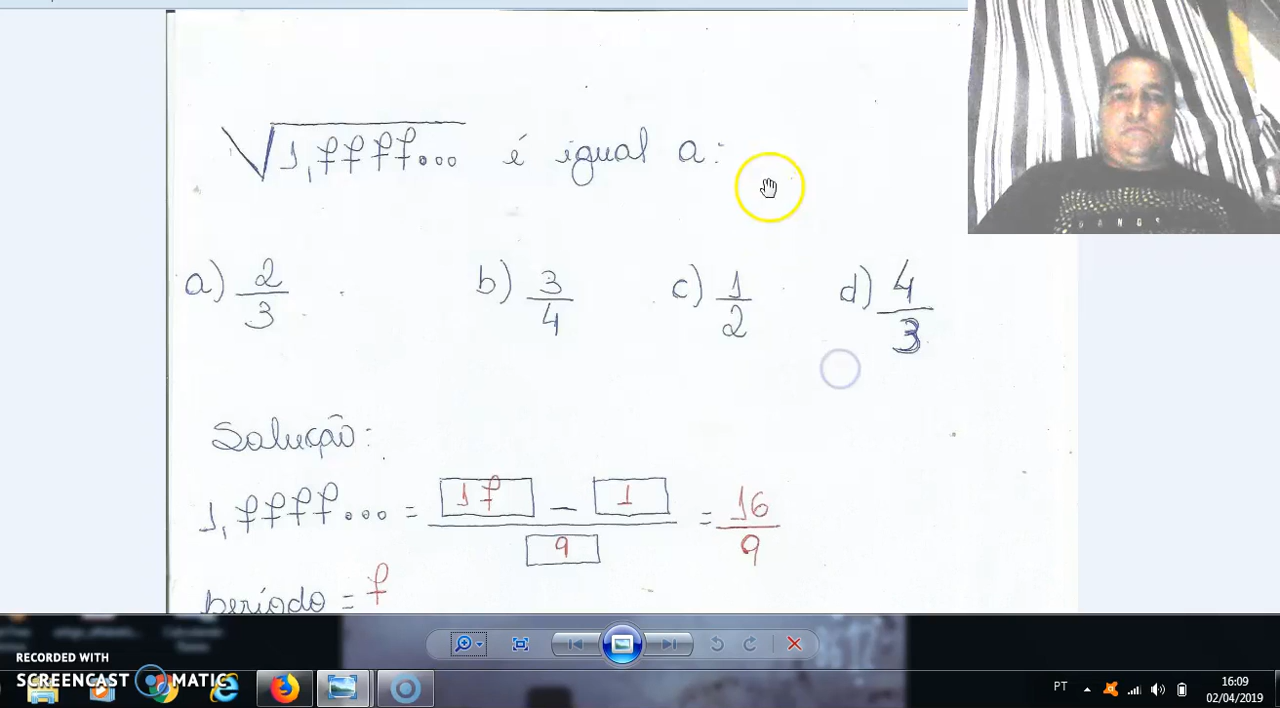 √1,7777... é igual a:
a) 2/3 b) 3/4 c) 1/2 d) 4/3
Solução:
1,7777... = 17 - 1 / 9 = 16/9
período = 7
RECORDED WITH
SCREENCAST MATIC
PT
16:09
02/04/2019